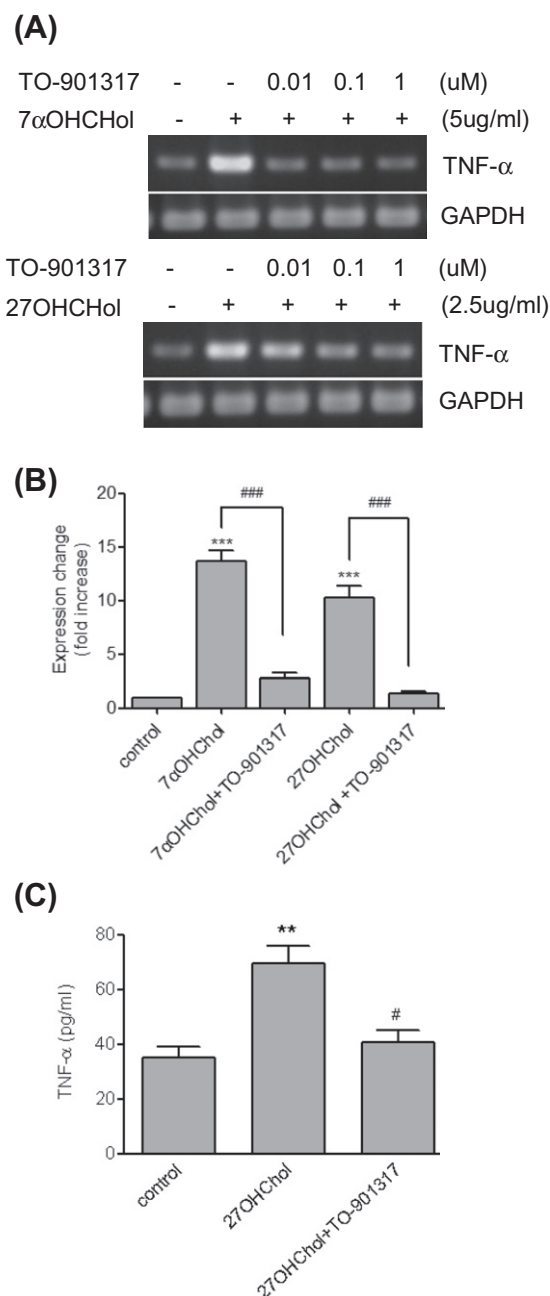 (A)
TO-901317 - - 0.01 0.1 1 (uM)
7αOHCHol - + + + + (5ug/ml)
TNF-α
GAPDH
TO-901317 - - 0.01 0.1 1 (uM)
27OHCHol - + + + + (2.5ug/ml)
TNF-α
GAPDH
(B)
Expression change
(fold increase)
20
15
10
5
0
***
###
***
###
control
7αOHChol
7αOHChol+TO-901317
27OHChol
27OHChol +TO-901317
(C)
TNF-α (pg/ml)
80
60
40
20
0
**
#
control
27OHChol
27OHChol+TO-901317